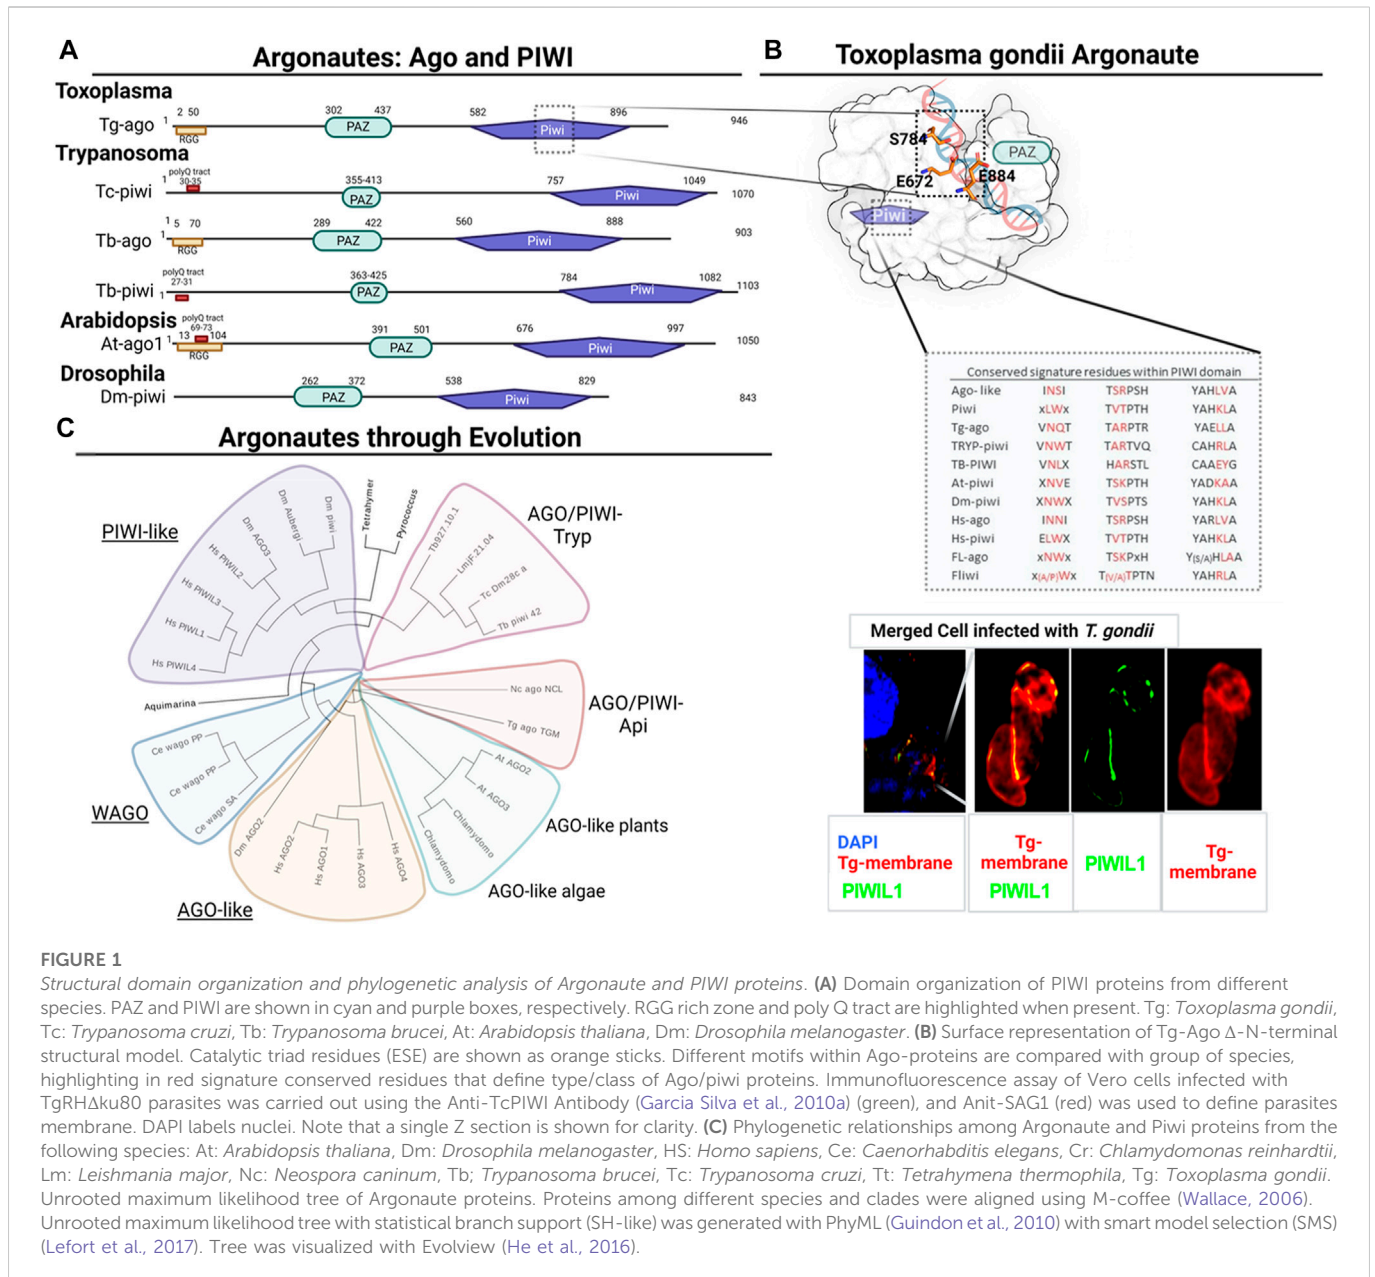 A
Argonautes: Ago and PIWI
Toxoplasma
Tg-ago
1
2 50
RGG
302 437
PAZ
582 896
Piwi
946
Trypanosoma
Tc-piwi
1
polyQ tract
30-35
355-413
PAZ
757 1049
Piwi
1070
Tb-ago
1
5 70
RGG
289 422
PAZ
560 888
Piwi
903
Tb-piwi
1
polyQ tract
27-31
363-425
PAZ
784 1082
Piwi
1103
Arabidopsis
At-ago1
1
polyQ tract
69-73
13 104
RGG
391 501
PAZ
676 997
Piwi
1050
Drosophila
Dm-piwi
262 372
PAZ
538 829
Piwi
843
B
Toxoplasma gondii Argonaute
S784
E672
E884
PAZ
Piwi
Conserved signature residues within PIWI domain
Ago-like INSI TSRPSH YAHLVA
Piwi xLWx TVTPTH YAHKLA
Tg-ago VNQT TARPTR YAELLA
TRYP-piwi VNWT TARTVQ CAHRLA
TB-PIWI VNLX HARSTL CAAEYG
At-piwi XNVE TSKPTH YADKAA
Dm-piwi XNWX TVSPTS YAHKLA
Hs-ago INNI TSRPSH YARLVA
Hs-piwi ELWX TVTPTH YAHKLA
FL-ago xNWx TSKPxH Y(S/A)HLAA
Fliwi x(A/P)Wx T(V/A)TPTN YAHRLA
Merged Cell infected with T. gondii
DAPI
Tg-membrane
PIWIL1
Tg-
membrane
PIWIL1
PIWIL1
Tg-
membrane
C
Argonautes through Evolution
PIWI-like
Hs PIWIL4
Hs PIWL1
Hs PIWIL3
Hs PIWIL2
Dm AGO3
Dm Aubergi
Dm piwi
Tetrahymer
Pyrococcus
AGO/PIWI-
Tryp
Tb927.10.1
LmjF.21.04
Tc Dm28c a
Tb piwi 42
AGO/PIWI-
Api
Nc ago NCL
Tg ago TGM
AGO-like plants
At AGO2
At AGO3
AGO-like algae
Chlamydomo
Chlamydomo
AGO-like
Hs AGO4
Hs AGO3
Hs AGO1
Hs AGO2
Dm AGO2
WAGO
Ce wago SA
Ce wago PP
Ce wago PP
Aquimarina
FIGURE 1
Structural domain organization and phylogenetic analysis of Argonaute and PIWI proteins. (A) Domain organization of PIWI proteins from different
species. PAZ and PIWI are shown in cyan and purple boxes, respectively. RGG rich zone and poly Q tract are highlighted when present. Tg: Toxoplasma gondii,
Tc: Trypanosoma cruzi, Tb: Trypanosoma brucei, At: Arabidopsis thaliana, Dm: Drosophila melanogaster. (B) Surface representation of Tg-Ago Δ-N-terminal
structural model. Catalytic triad residues (ESE) are shown as orange sticks. Different motifs within Ago-proteins are compared with group of species,
highlighting in red signature conserved residues that define type/class of Ago/piwi proteins. Immunofluorescence assay of Vero cells infected with
TgRHΔku80 parasites was carried out using the Anti-TcPIWI Antibody (Garcia Silva et al., 2010a) (green), and Anit-SAG1 (red) was used to define parasites
membrane. DAPI labels nuclei. Note that a single Z section is shown for clarity. (C) Phylogenetic relationships among Argonaute and Piwi proteins from the
following species: At: Arabidopsis thaliana, Dm: Drosophila melanogaster, HS: Homo sapiens, Ce: Caenorhabditis elegans, Cr: Chlamydomonas reinhardtii,
Lm: Leishmania major, Nc: Neospora caninum, Tb; Trypanosoma brucei, Tc: Trypanosoma cruzi, Tt: Tetrahymena thermophila, Tg: Toxoplasma gondii.
Unrooted maximum likelihood tree of Argonaute proteins. Proteins among different species and clades were aligned using M-coffee (Wallace, 2006).
Unrooted maximum likelihood tree with statistical branch support (SH-like) was generated with PhyML (Guindon et al., 2010) with smart model selection (SMS)
(Lefort et al., 2017). Tree was visualized with Evolview (He et al., 2016).